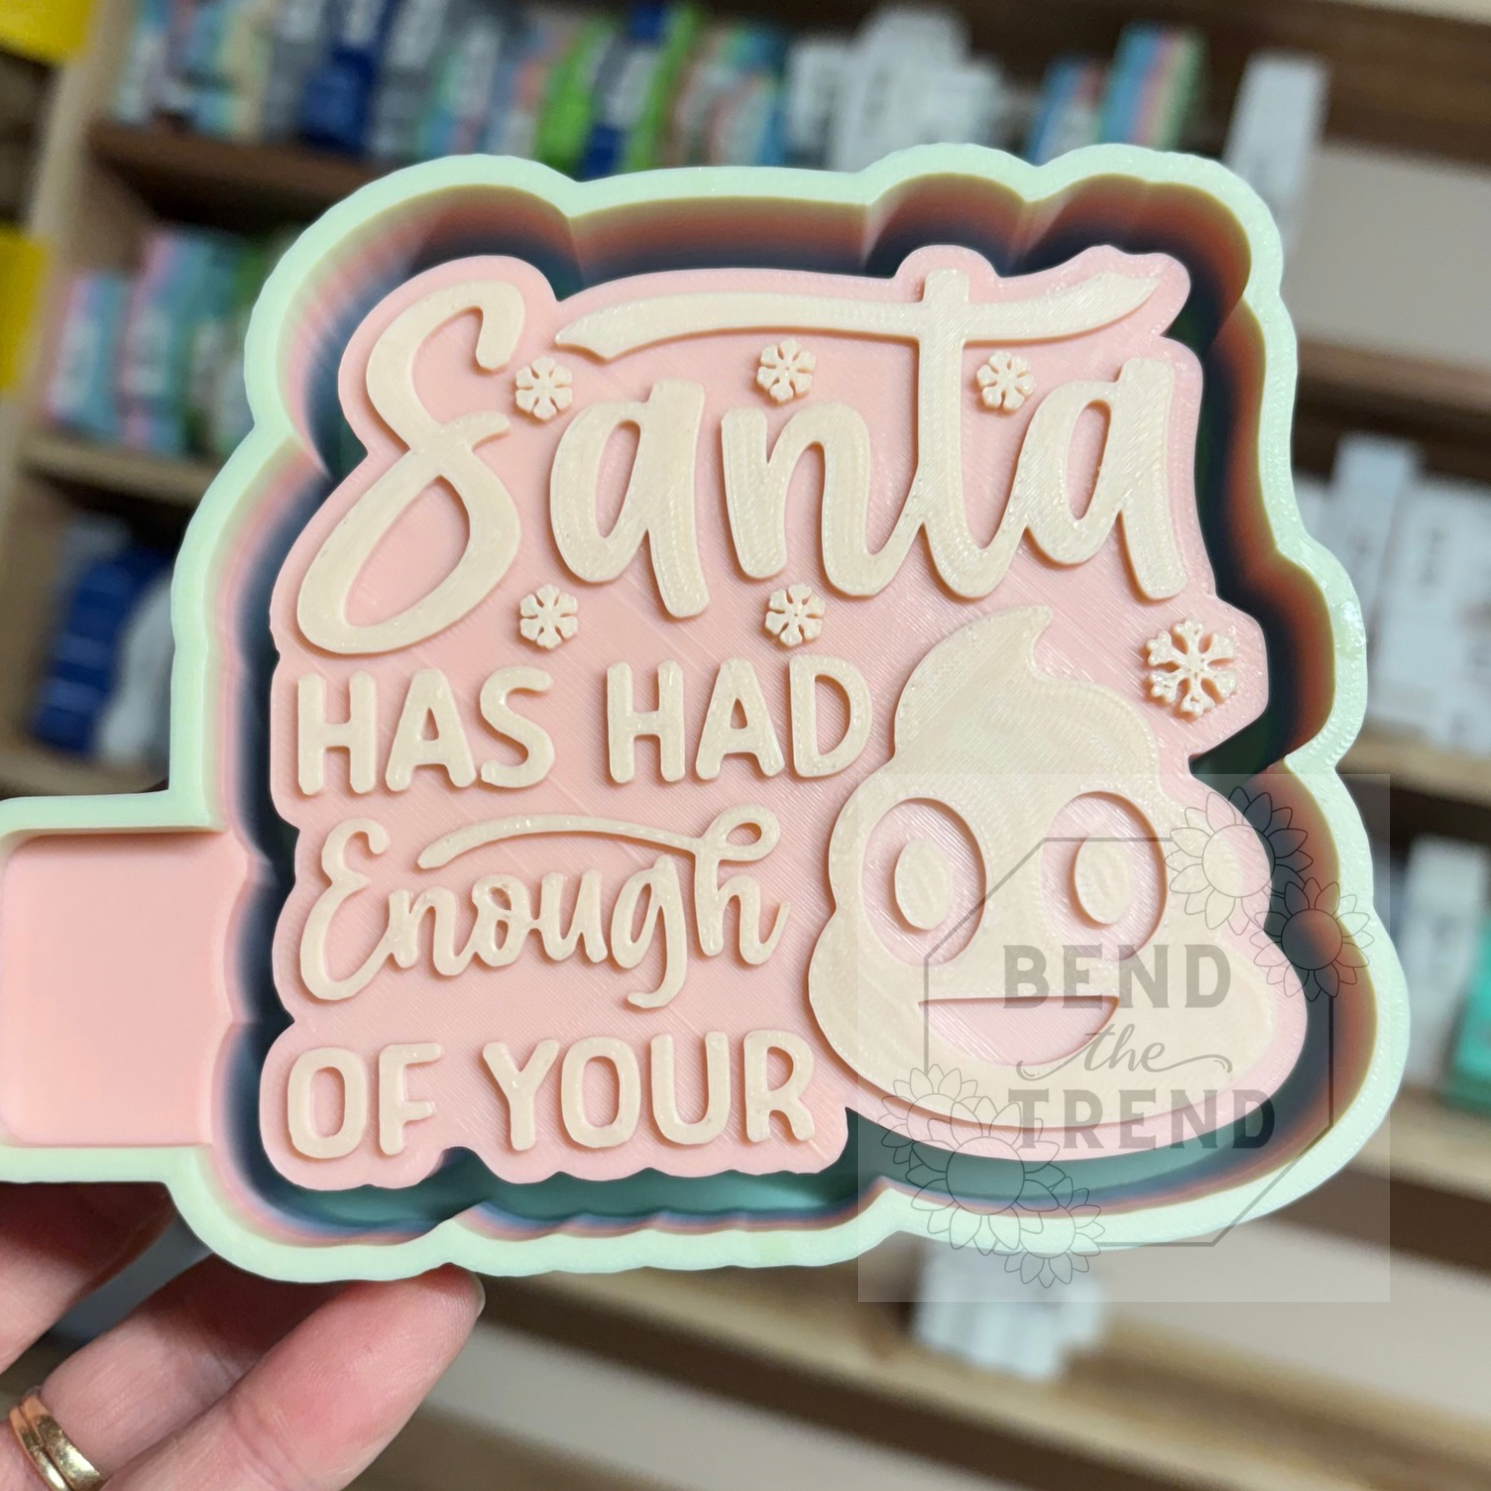 Santa
HAS HAD
Enough
OF YOUR
BEND
the
TREND